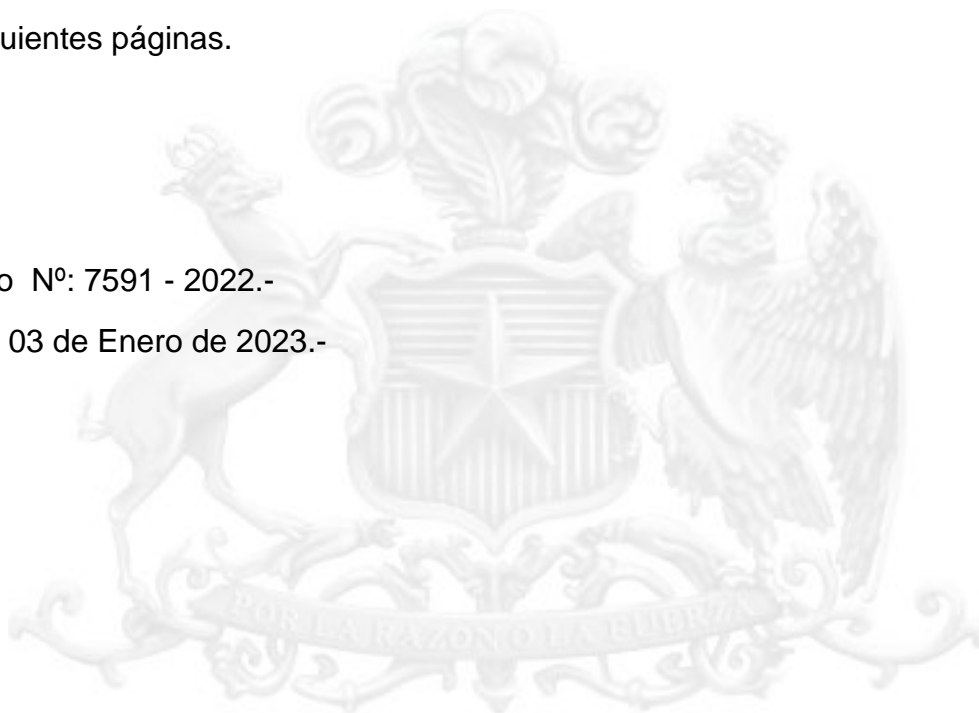 uientes páginas.
o Nº: 7591 - 2022.-
03 de Enero de 2023.-
POR LA RAZON O LA FUERZA